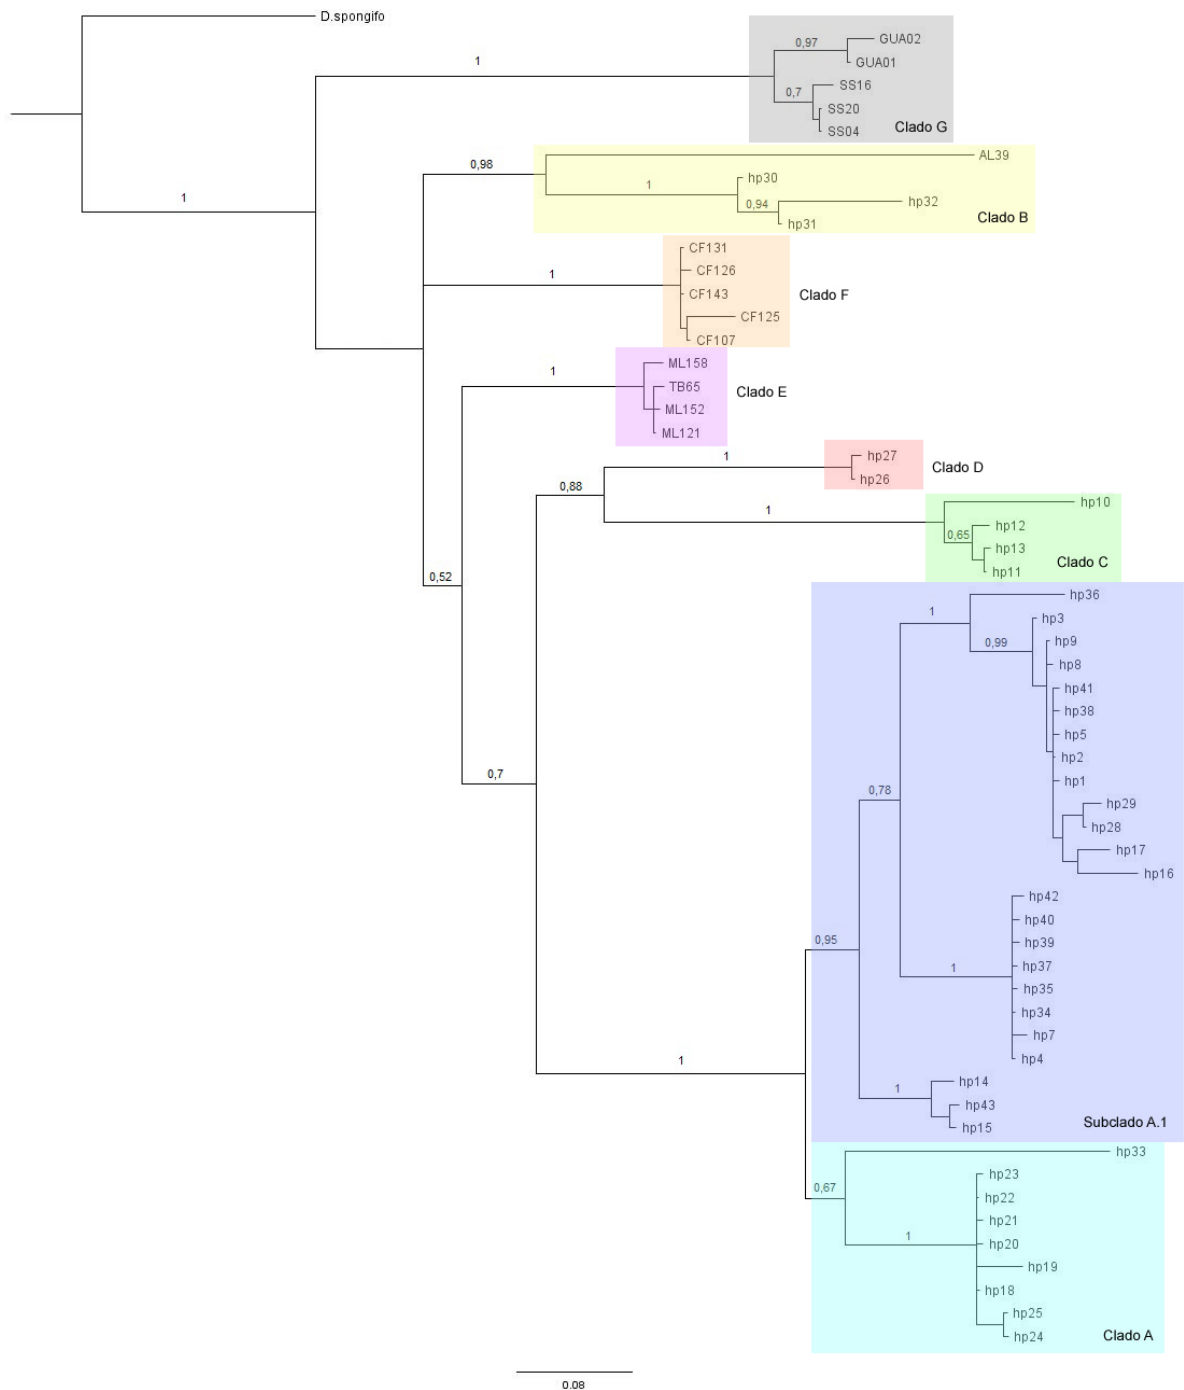 D.spongifo
GUA02
0,97
GUA01
1
SS16
0,7
SS20
Clado G
SS04
AL39
0,98
hp30
1
1
hp32
0,94
Clado B
hp31
CF131
CF126
1
CF143
Clado F
CF125
CF107
ML158
1
TB65
Clado E
ML152
ML121
hp27
1
Clado D
hp26
0,88
hp10
1
hp12
0,65
hp13
Clado C
hp11
0,52
hp36
1
hp3
0,99
hp9
hp8
hp41
hp38
hp5
hp2
0,7
hp1
0,78
hp29
hp28
hp17
hp16
hp42
hp40
0,95
hp39
1
hp37
hp35
hp34
hp7
1
hp4
hp14
1
hp43
Subclado A.1
hp15
hp33
hp23
0,67
hp22
hp21
1
hp20
hp19
hp18
hp25
Clado A
hp24
0.08